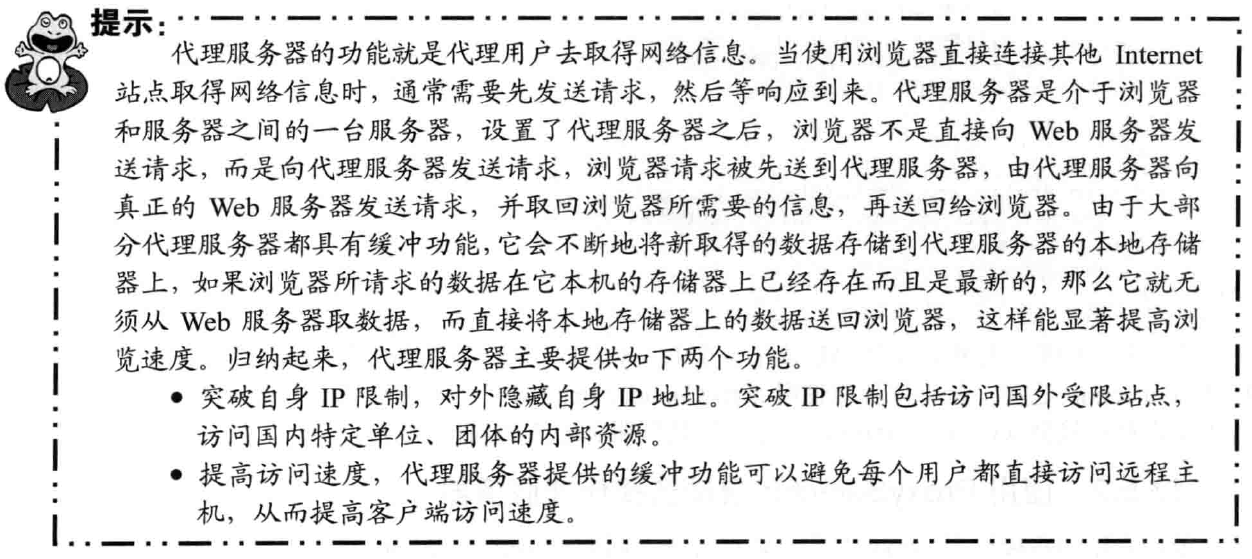 提示:
代理服务器的功能就是代理用户去取得网络信息。当使用浏览器直接连接其他 Internet
站点取得网络信息时，通常需要先发送请求，然后等响应到来。代理服务器是介于浏览器
和服务器之间的一台服务器，设置了代理服务器之后，浏览器不是直接向 Web 服务器发
送请求，而是向代理服务器发送请求，浏览器请求被先送到代理服务器，由代理服务器向
真正的 Web 服务器发送请求，并取回浏览器所需要的信息，再送回给浏览器。由于大部
分代理服务器都具有缓冲功能，它会不断地将新取得的数据存储到代理服务器的本地存储
器上，如果浏览器所请求的数据在它本机的存储器上已经存在而且是最新的，那么它就无
须从 Web 服务器取数据，而直接将本地存储器上的数据送回浏览器，这样能显著提高浏
览速度。归纳起来，代理服务器主要提供如下两个功能。
● 突破自身 IP 限制，对外隐藏自身 IP 地址。突破 IP 限制包括访问国外受限站点，
访问国内特定单位、团体的内部资源。
● 提高访问速度，代理服务器提供的缓冲功能可以避免每个用户都直接访问远程主
机，从而提高客户端访问速度。